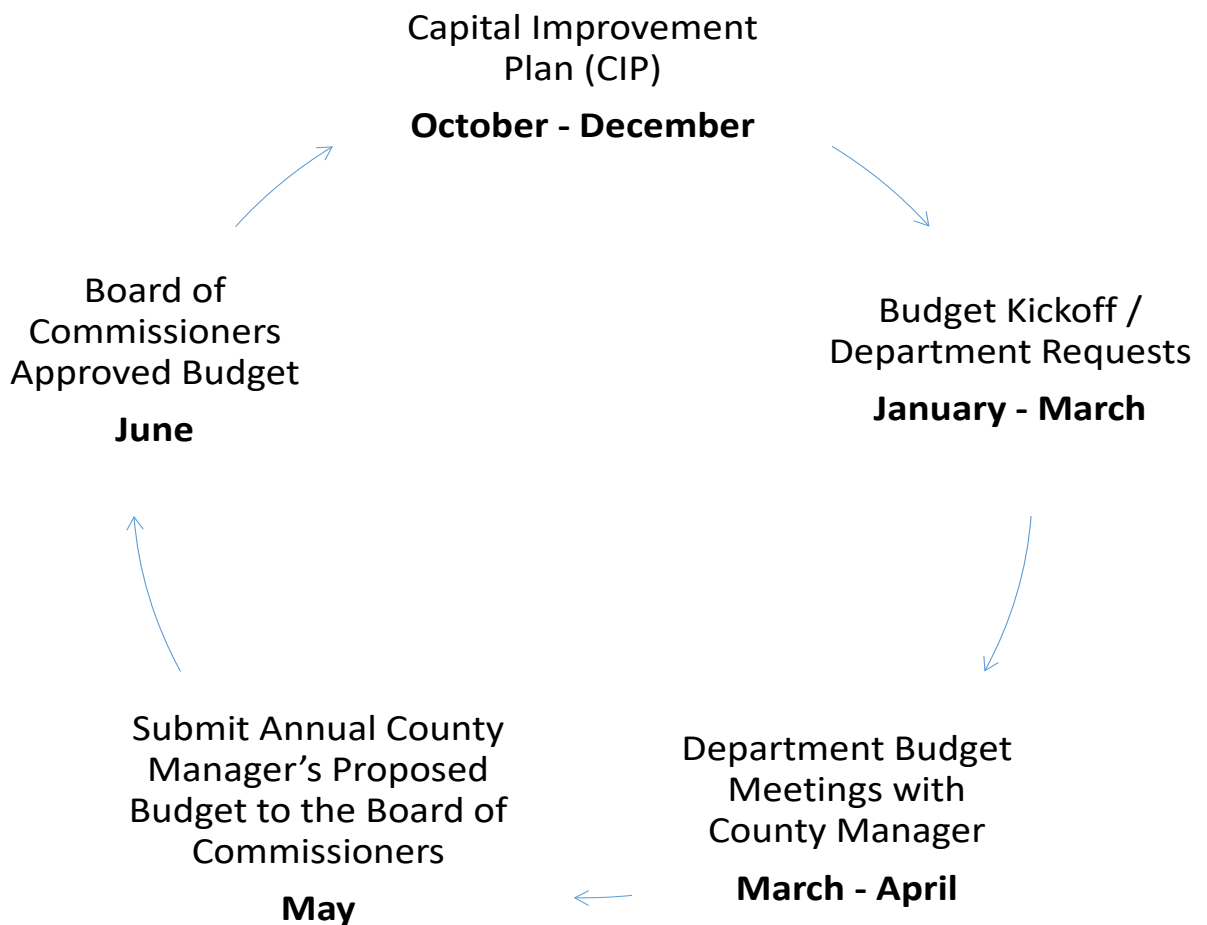 Capital Improvement
Plan (CIP)
October - December
Budget Kickoff /
Department Requests
January - March
Department Budget
Meetings with
County Manager
March - April
Submit Annual County
Manager’s Proposed
Budget to the Board of
Commissioners
May
Board of
Commissioners
Approved Budget
June